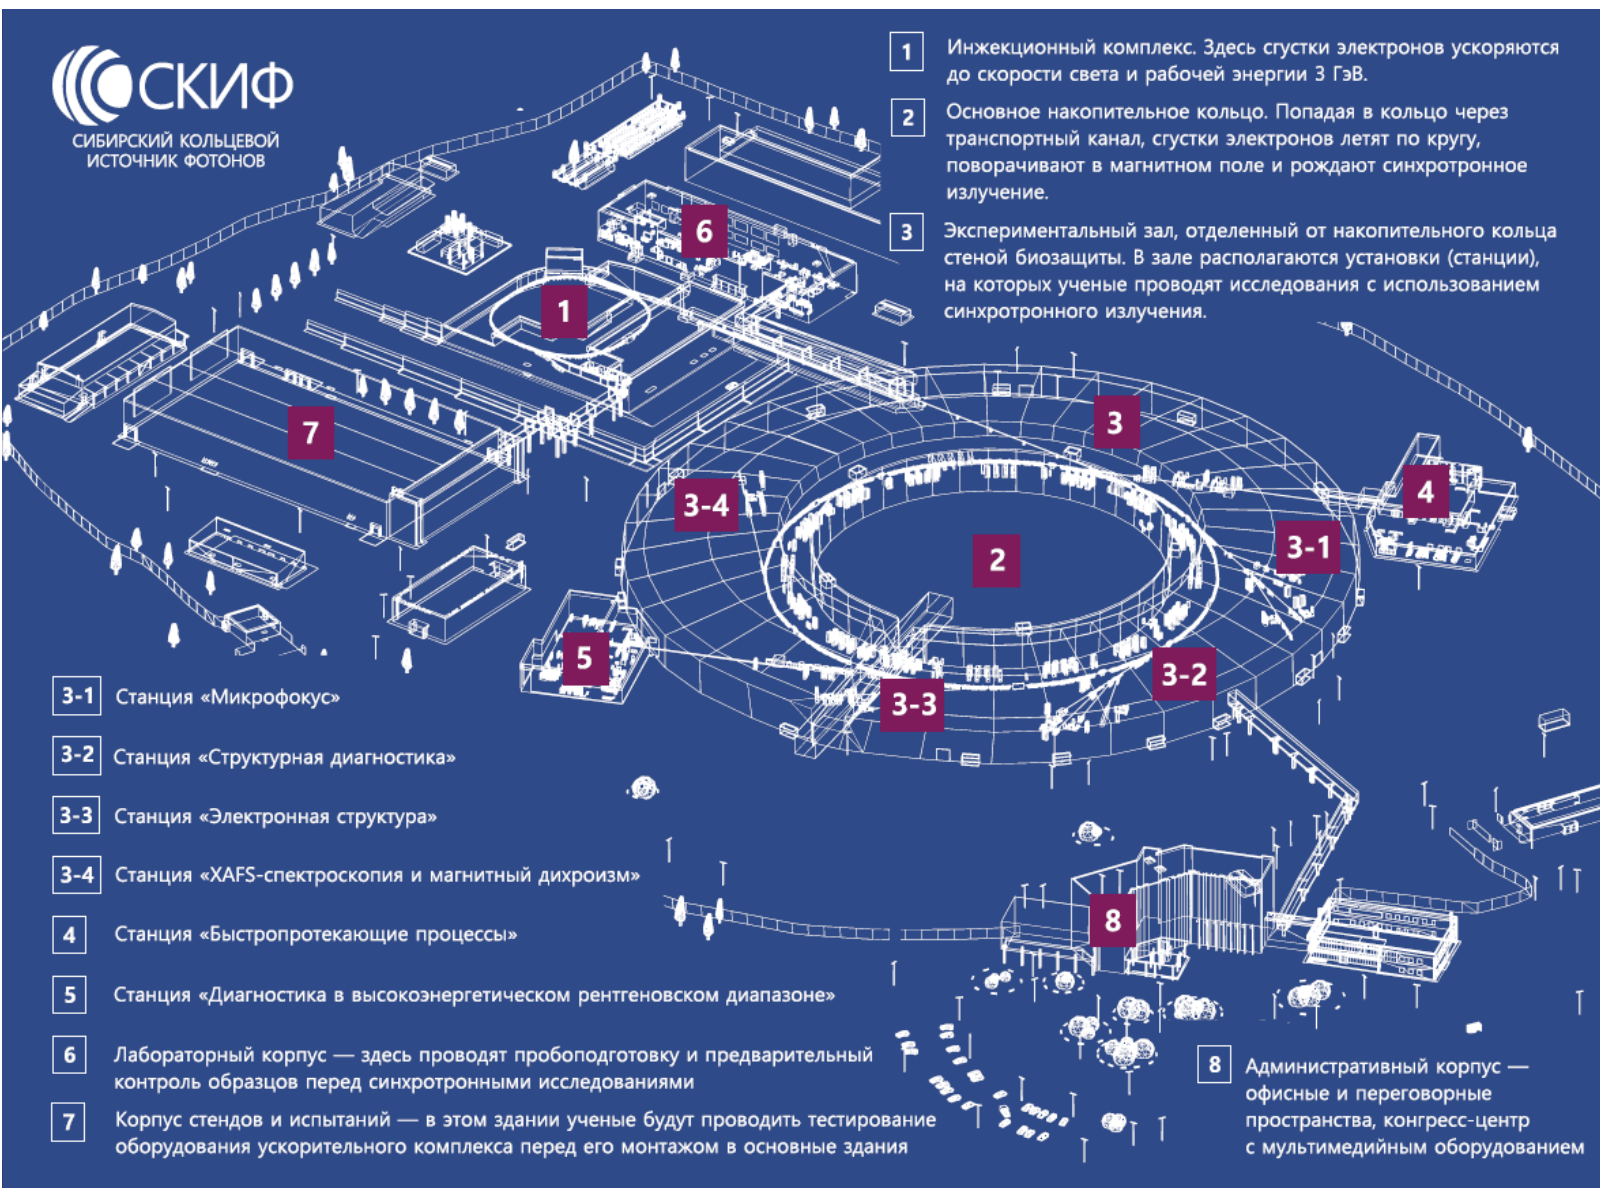 СКИФ
СИБИРСКИЙ КОЛЬЦЕВОЙ
ИСТОЧНИК ФОТОНОВ
1
Инжекционный комплекс. Здесь сгустки электронов ускоряются
до скорости света и рабочей энергии 3 ГэВ.
2
Основное накопительное кольцо. Попадая в кольцо через
транспортный канал, сгустки электронов летят по кругу,
поворачивают в магнитном поле и рождают синхротронное
излучение.
3
Экспериментальный зал, отделенный от накопительного кольца
стеной биозащиты. В зале располагаются установки (станции),
на которых ученые проводят исследования с использованием
синхротронного излучения.
6
1
7
3
3-4
4
2
3-1
5
3-2
3-3
8
3-1
Станция «Микрофокус»
3-2
Станция «Структурная диагностика»
3-3
Станция «Электронная структура»
3-4
Станция «XAFS-спектроскопия и магнитный дихроизм»
4
Станция «Быстропротекающие процессы»
5
Станция «Диагностика в высокоэнергетическом рентгеновском диапазоне»
6
Лабораторный корпус — здесь проводят пробоподготовку и предварительный
контроль образцов перед синхротронными исследованиями
7
Корпус стендов и испытаний — в этом здании ученые будут проводить тестирование
оборудования ускорительного комплекса перед его монтажом в основные здания
8
Административный корпус —
офисные и переговорные
пространства, конгресс-центр
с мультимедийным оборудованием